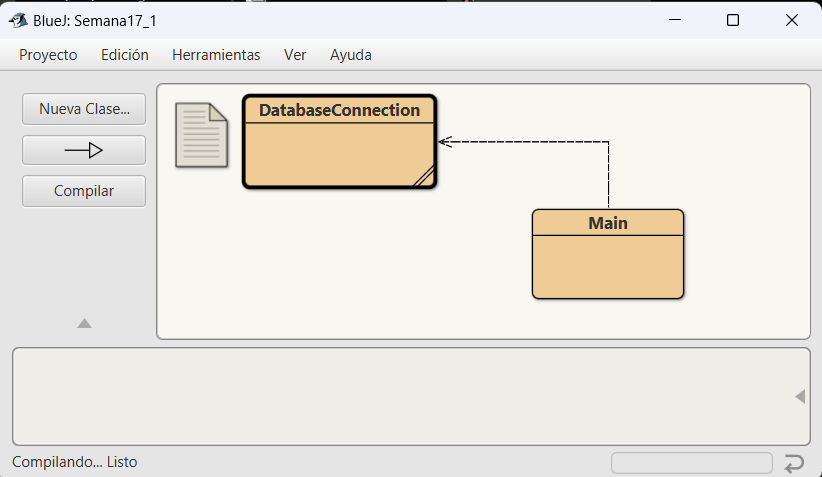 BlueJ: Semana17_1
Proyecto Edición Herramientas Ver Ayuda
Nueva Clase...
Compilar
DatabaseConnection
Main
Compilando... Listo